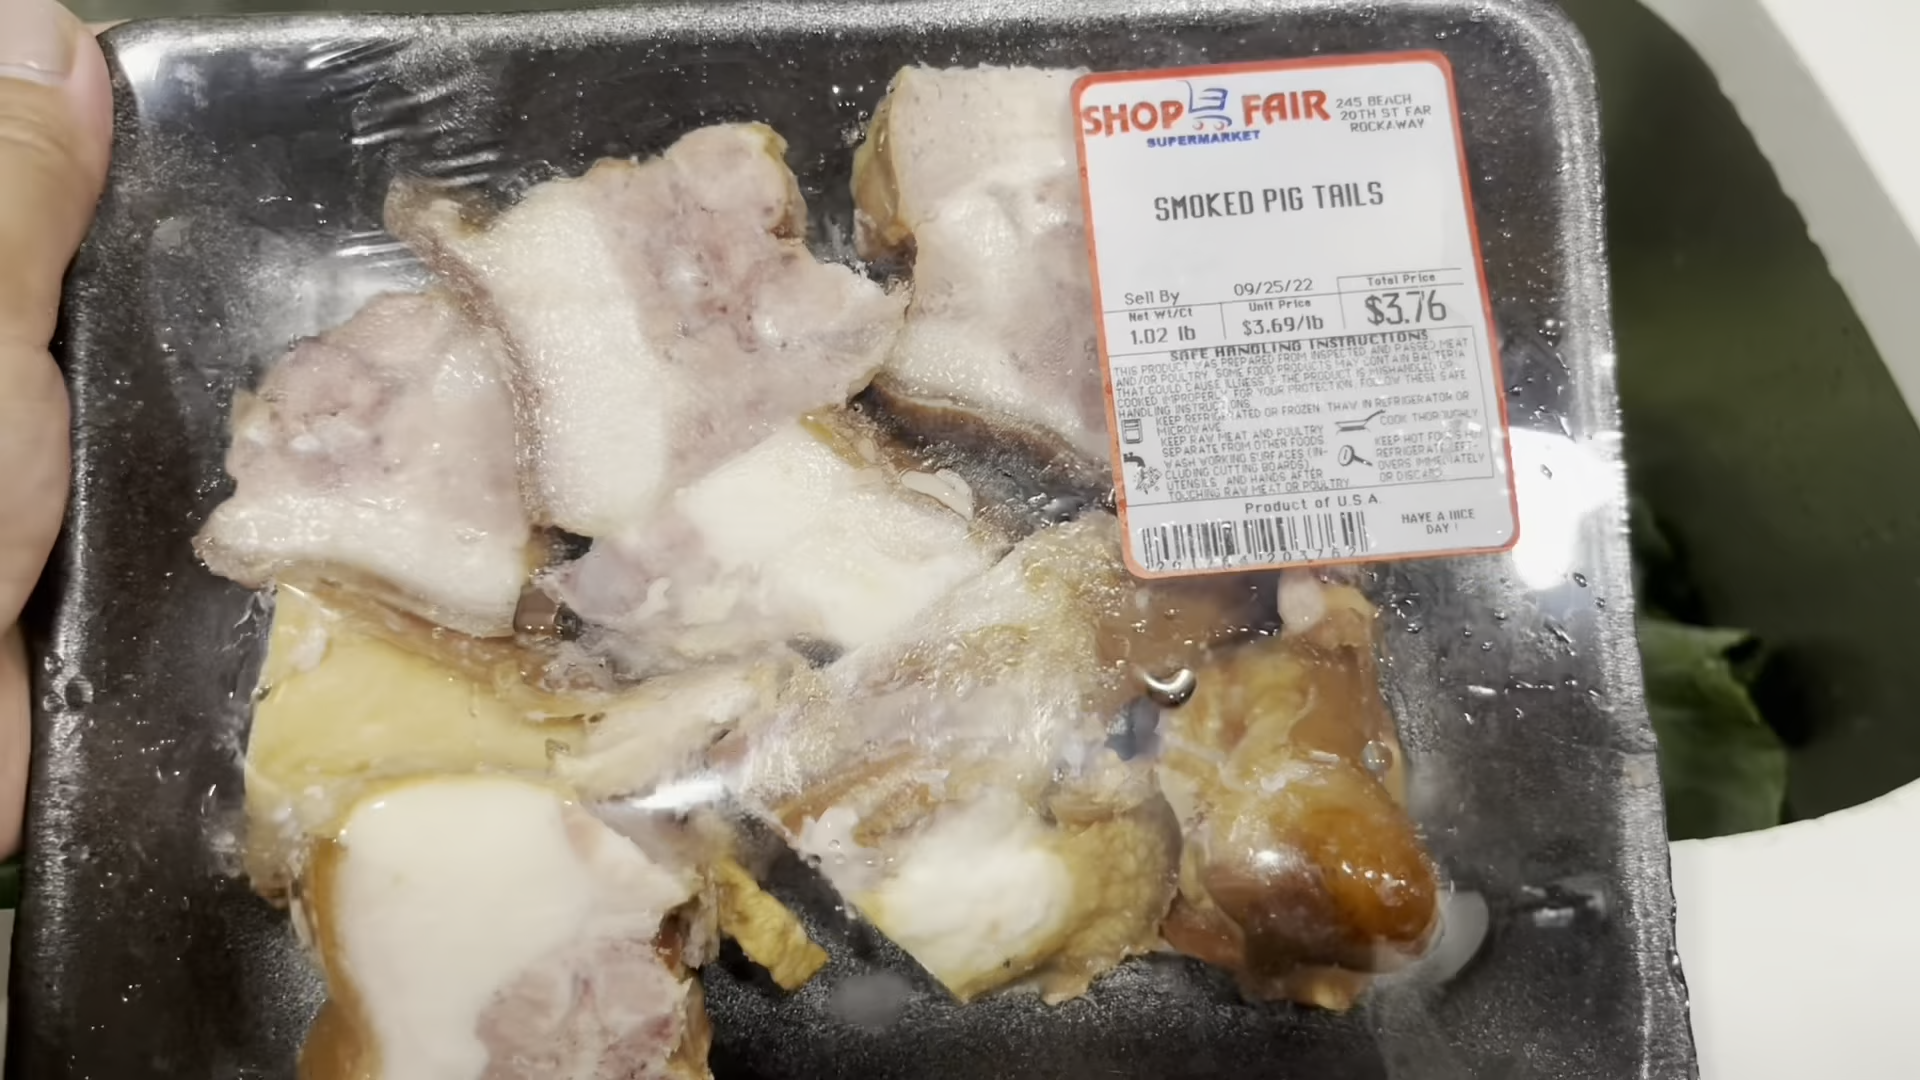 SHOP FAIR
SUPERMARKET
245 BEACH
20TH ST FAR
ROCKAWAY
SMOKED PIG TAILS
Sell By 09/25/22
Net Wt/Ct
1.02 lb
Unit Price
$3.69/lb
Total Price
$3.76
SAFE HANDLING INSTRUCTIONS
THIS PRODUCT WAS PREPARED FROM INSPECTED AND PASSED MEAT
AND/OR POULTRY. SOME FOOD PRODUCTS MAY CONTAIN BACTERIA
THAT COULD CAUSE ILLNESS IF THE PRODUCT IS MISHANDLED OR
COOKED IMPROPERLY. FOR YOUR PROTECTION, FOLLOW THESE SAFE
HANDLING INSTRUCTIONS.
KEEP REFRIGERATED OR FROZEN. THAW IN REFRIGERATOR OR
MICROWAVE.
KEEP RAW MEAT AND POULTRY
SEPARATE FROM OTHER FOODS.
WASH WORKING SURFACES (IN-
CLUDING CUTTING BOARDS),
UTENSILS, AND HANDS AFTER
TOUCHING RAW MEAT OR POULTRY
COOK THOROUGHLY
KEEP HOT FOODS HOT
REFRIGERATE LEFT-
OVERS IMMEDIATELY
OR DISCARD.
Product of U.S.A.
HAVE A NICE
DAY !